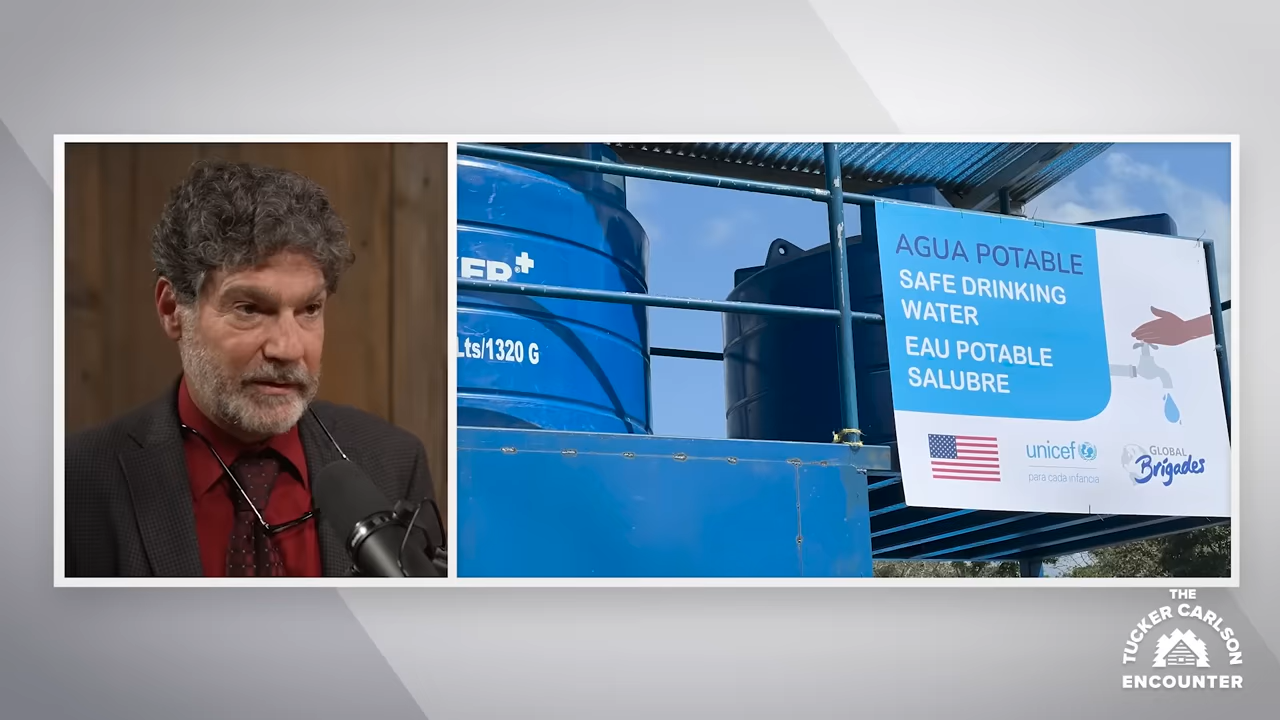 Lts/1320 G
AGUA POTABLE
SAFE DRINKING
WATER
EAU POTABLE
SALUBRE
unicef
para cada infancia
GLOBAL
Brigades
THE
TUCKER CARLSON
ENCOUNTER